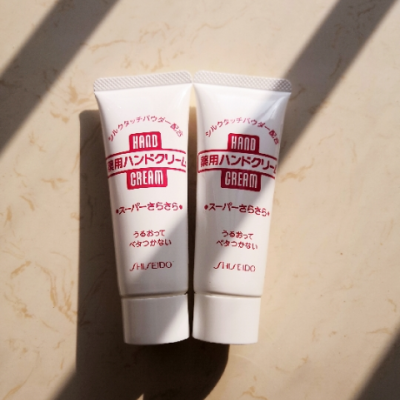 シルクタッチパウダー配合
HAND
薬用ハンドクリーム
CREAM
*スーパーさらさら*
うるおって
ベタつかない
SHISEIDO
シルクタッチパウダー配合
HAND
薬用ハンドクリーム
CREAM
*スーパーさらさら*
うるおって
ベタつかない
SHISEIDO